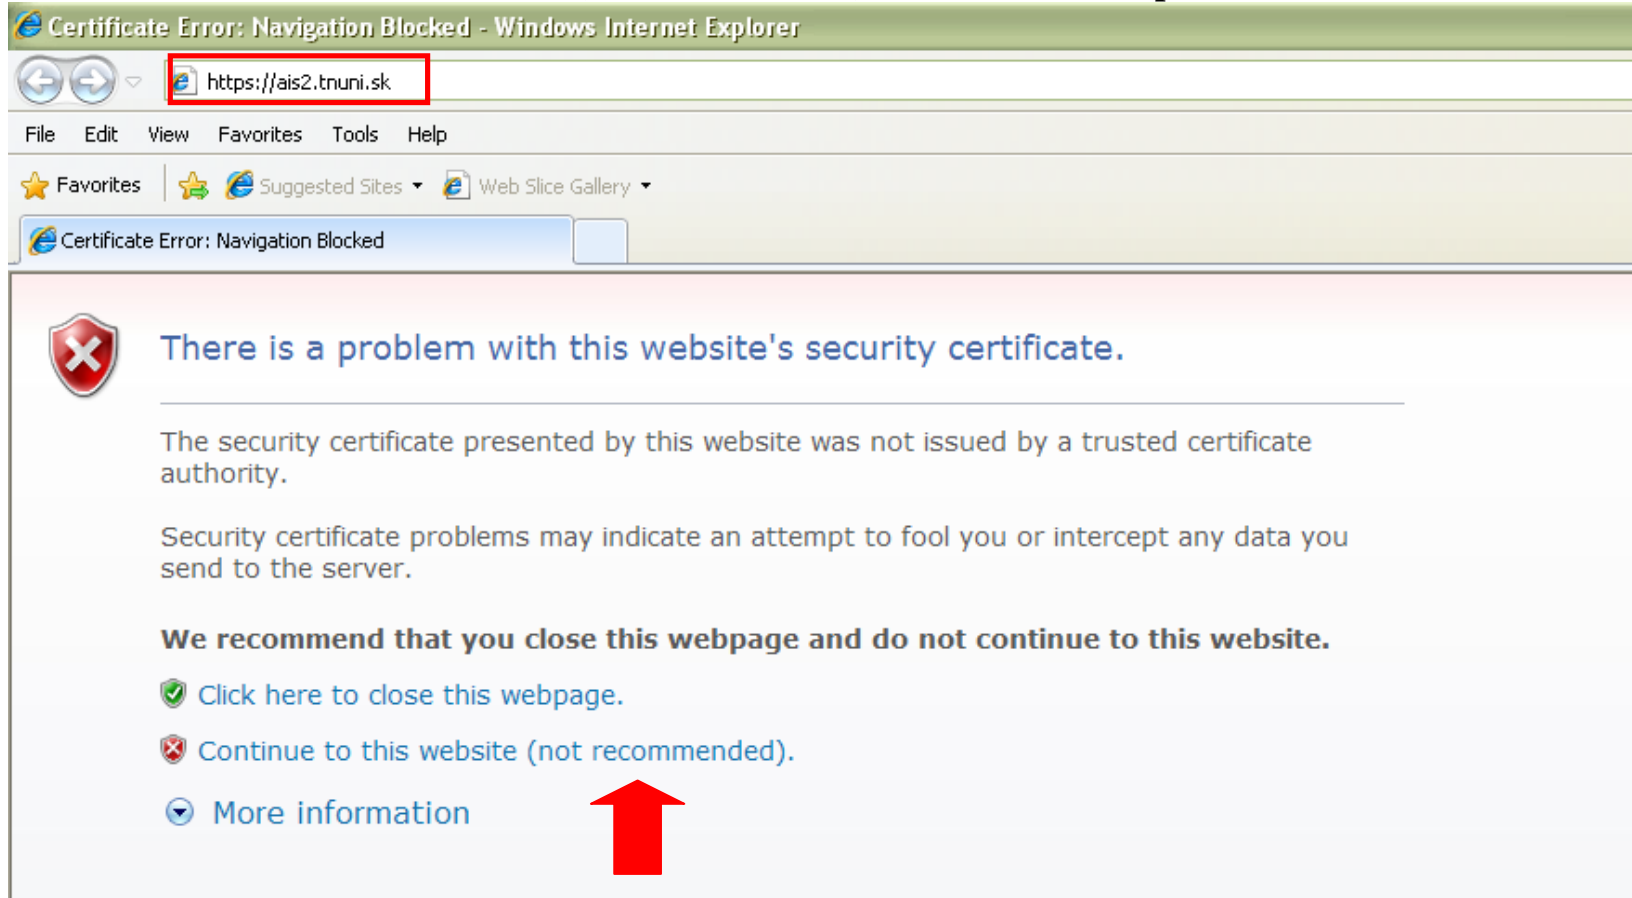 Certificate Error: Navigation Blocked - Windows Internet Explorer
https://ais2.tnuni.sk
File Edit View Favorites Tools Help
Favorites Suggested Sites Web Slice Gallery
Certificate Error: Navigation Blocked
There is a problem with this website's security certificate.
The security certificate presented by this website was not issued by a trusted certificate
authority.
Security certificate problems may indicate an attempt to fool you or intercept any data you
send to the server.
We recommend that you close this webpage and do not continue to this website.
Click here to close this webpage.
Continue to this website (not recommended).
More information